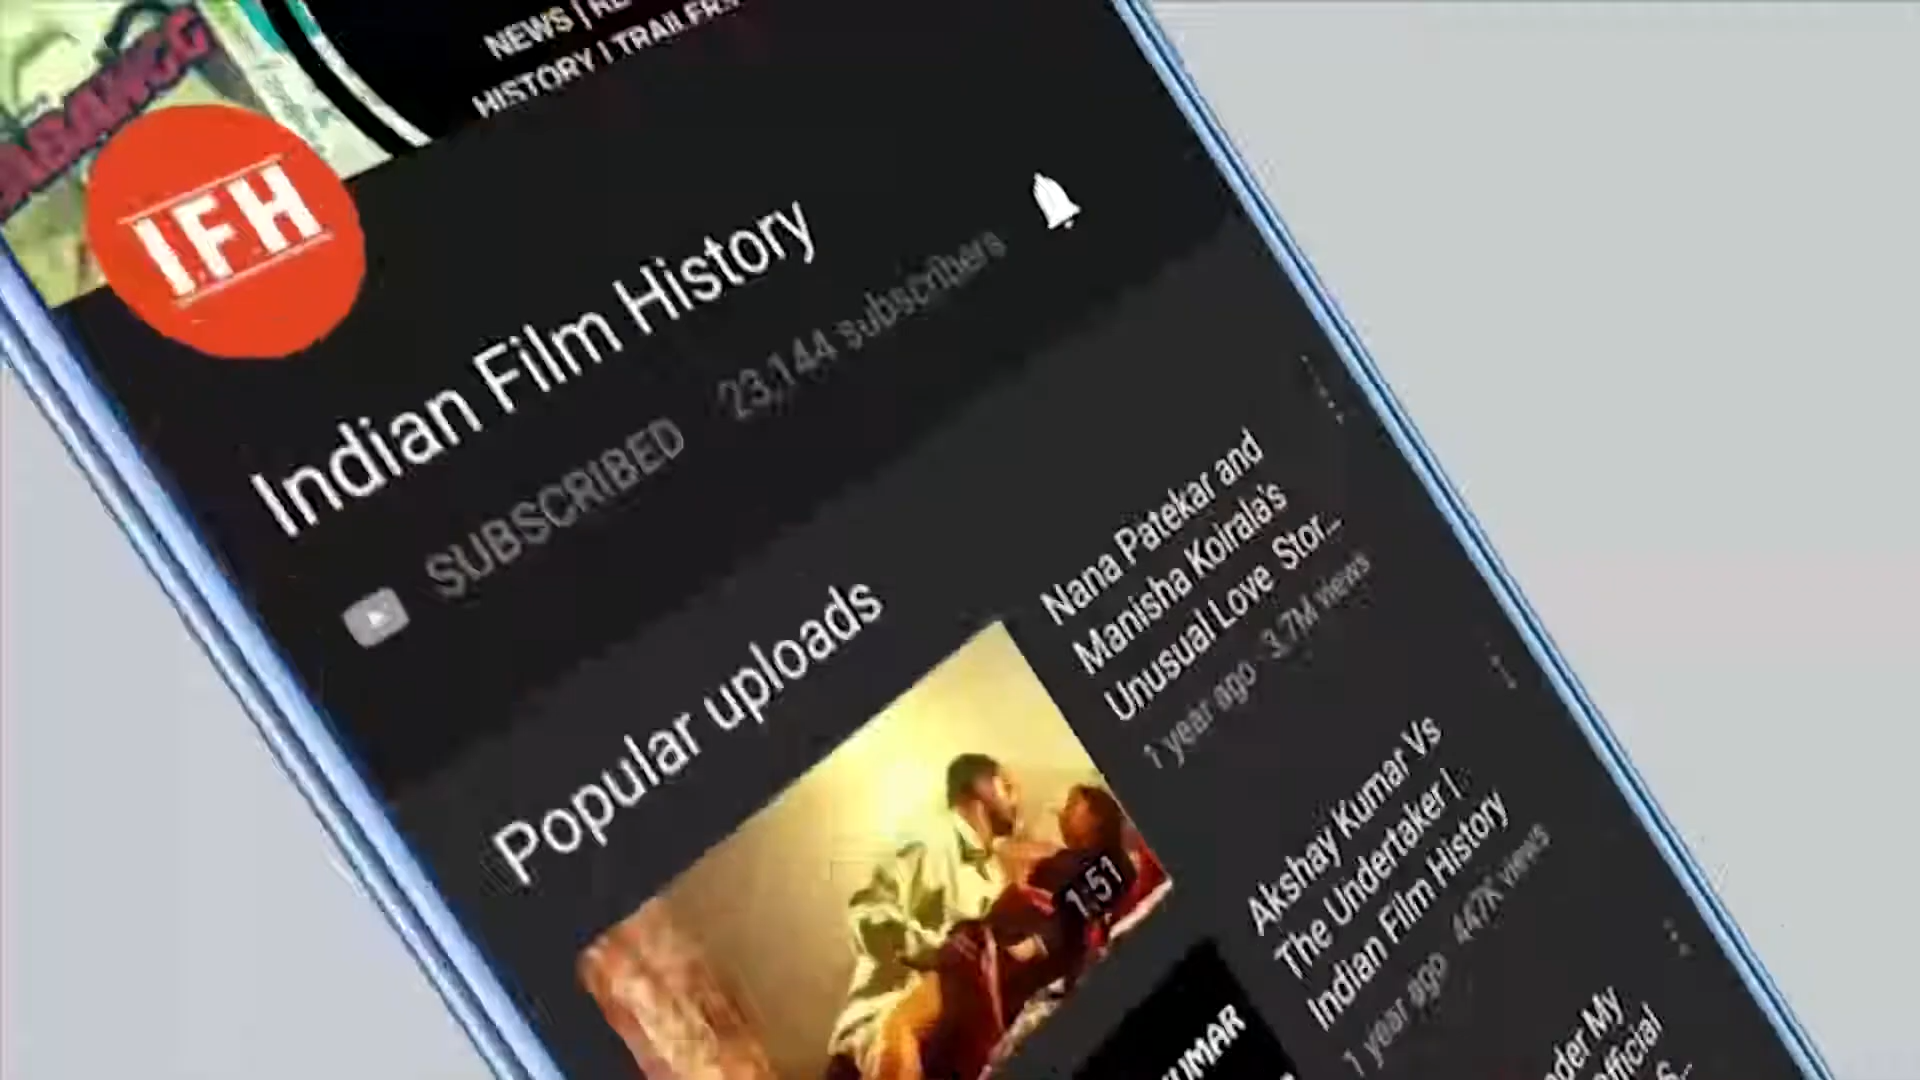 NEWS |
HISTORY | TRAILERS
IFH
Indian Film History
SUBSCRIBED 23,144 subscribers
Popular uploads
Nana Patekar and
Manisha Koirala's
Unusual Love Stor...
1 year ago · 3.7M views
1:51
Akshay Kumar Vs
The Undertaker |
Indian Film History
1 year ago · 447K views
My